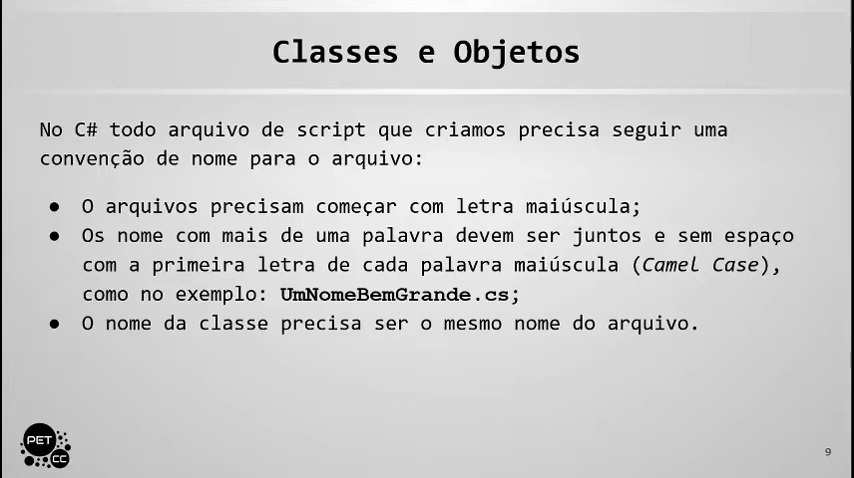 Classes e Objetos
No C# todo arquivo de script que criamos precisa seguir uma
convenção de nome para o arquivo:
● O arquivos precisam começar com letra maiúscula;
● Os nome com mais de uma palavra devem ser juntos e sem espaço
com a primeira letra de cada palavra maiúscula (Camel Case),
como no exemplo: UmNomeBemGrande.cs;
● O nome da classe precisa ser o mesmo nome do arquivo.
PET
CC
9